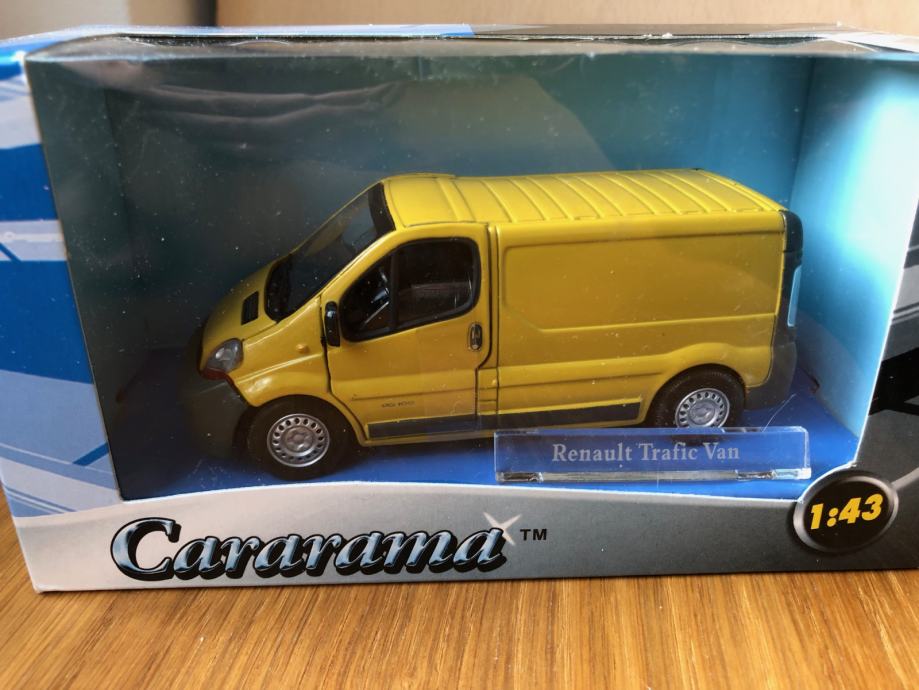 Renault Trafic Van
1:43
Cararama™